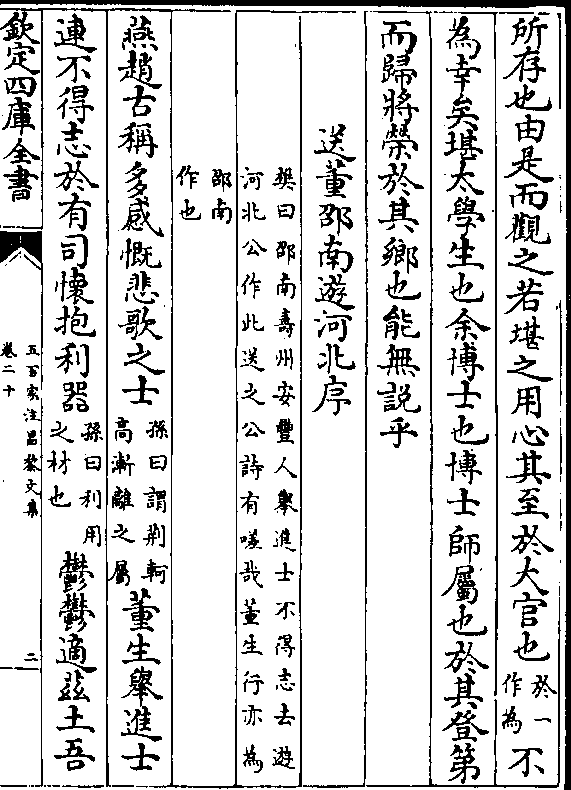 所存也由是而觀之若堪之用心其至於大官也於一作為不
為幸矣堪太學生也余博士也博士師屬也於其登第
而歸將榮於其鄉也能無説乎
送董邵南遊河北序
樊曰邵南壽州安豐人舉進士不得志去遊
河北公作此送之公詩有嗟哉董生行亦為
邵南
作也
燕趙古稱多感慨悲歌之士孫曰謂荆軻高漸離之屬董生舉進士
連不得志於有司懷抱利器孫曰利用之材也鬱鬱適兹土吾
欽定四庫全書
五百家注昌黎文集
卷二十
二